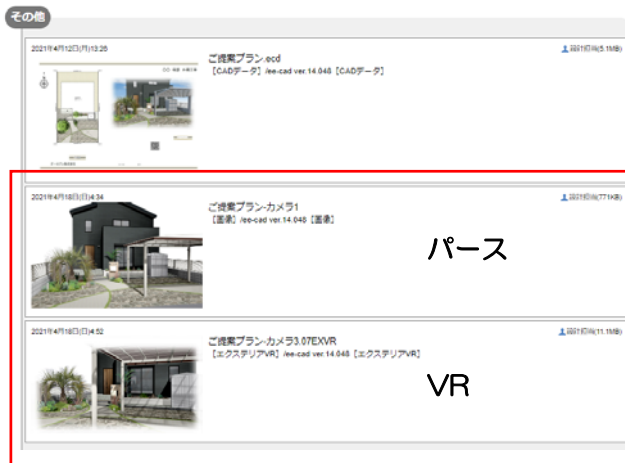 その他
2021年4月12日(月)13:26
設計担当(5.1MB)
ご提案プラン.ecd
【CADデータ】/ee-cad ver.14.048【CADデータ】
2021年4月18日(日)4:34
設計担当(771KB)
ご提案プラン-カメラ1
【画像】/ee-cad ver.14.048【画像】
パース
2021年4月18日(日)4:52
設計担当(11.1MB)
ご提案プラン-カメラ3.07EXVR
【エクステリアVR】/ee-cad ver.14.048【エクステリアVR】
VR